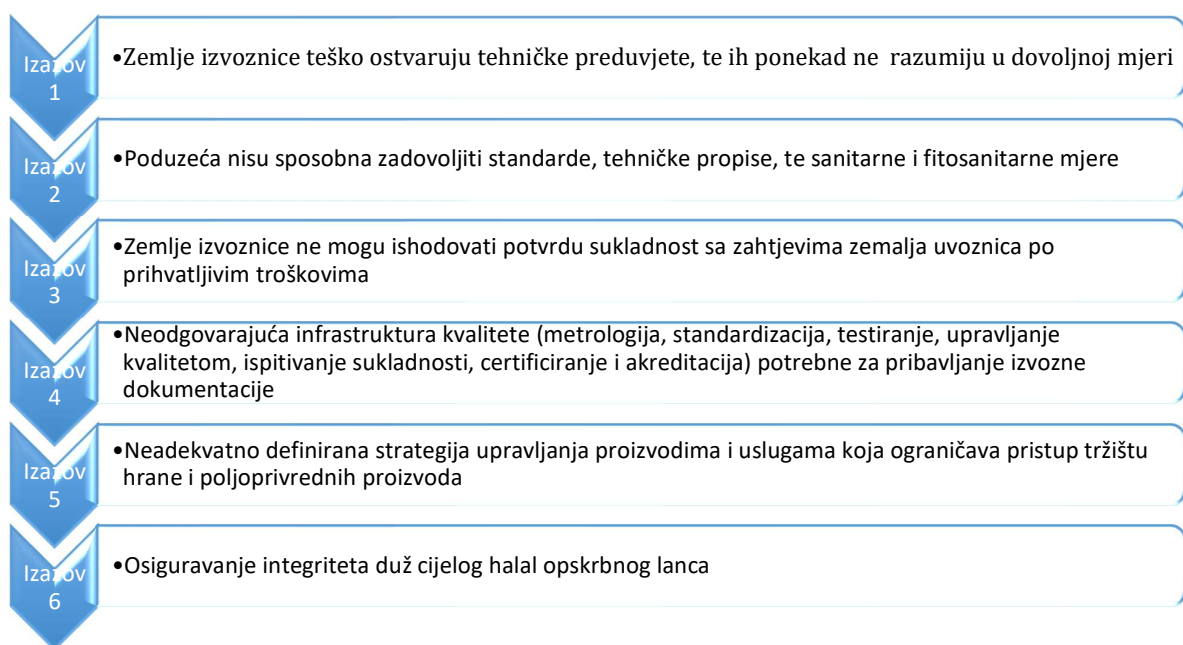 Izazov
1
•Zemlje izvoznice teško ostvaruju tehničke preduvjete, te ih ponekad ne razumiju u dovoljnoj mjeri
Izazov
2
•Poduzeća nisu sposobna zadovoljiti standarde, tehničke propise, te sanitarne i fitosanitarne mjere
Izazov
3
•Zemlje izvoznice ne mogu ishodovati potvrdu sukladnost sa zahtjevima zemalja uvoznica po
prihvatljivim troškovima
Izazov
4
•Neodgovarajuća infrastruktura kvalitete (metrologija, standardizacija, testiranje, upravljanje
kvalitetom, ispitivanje sukladnosti, certificiranje i akreditacija) potrebne za pribavljanje izvozne
dokumentacije
Izazov
5
•Neadekvatno definirana strategija upravljanja proizvodima i uslugama koja ograničava pristup tržištu
hrane i poljoprivrednih proizvoda
Izazov
6
•Osiguravanje integriteta duž cijelog halal opskrbnog lanca